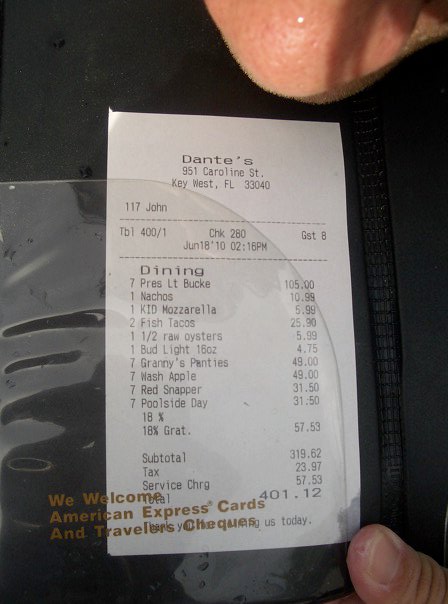 Dante's
951 Caroline St.
Key West, FL 33040
117 John
Tbl 400/1 Chk 280 Gst 8
Jun18'10 02:16PM
Dining
7 Pres Lt Bucke 105.00
1 Nachos 10.99
1 KID Mozzarella 5.99
2 Fish Tacos 25.90
1 1/2 raw oysters 5.99
1 Bud Light 16oz 4.75
7 Granny's Panties 49.00
7 Wash Apple 49.00
7 Red Snapper 31.50
7 Poolside Day 31.50
18 %
18% Grat. 57.53
Subtotal 319.62
Tax 23.97
Service Chrg 57.53
Total 401.12
We Welcome
American Express® Cards
And Travelers Cheques
Thank you for joining us today.